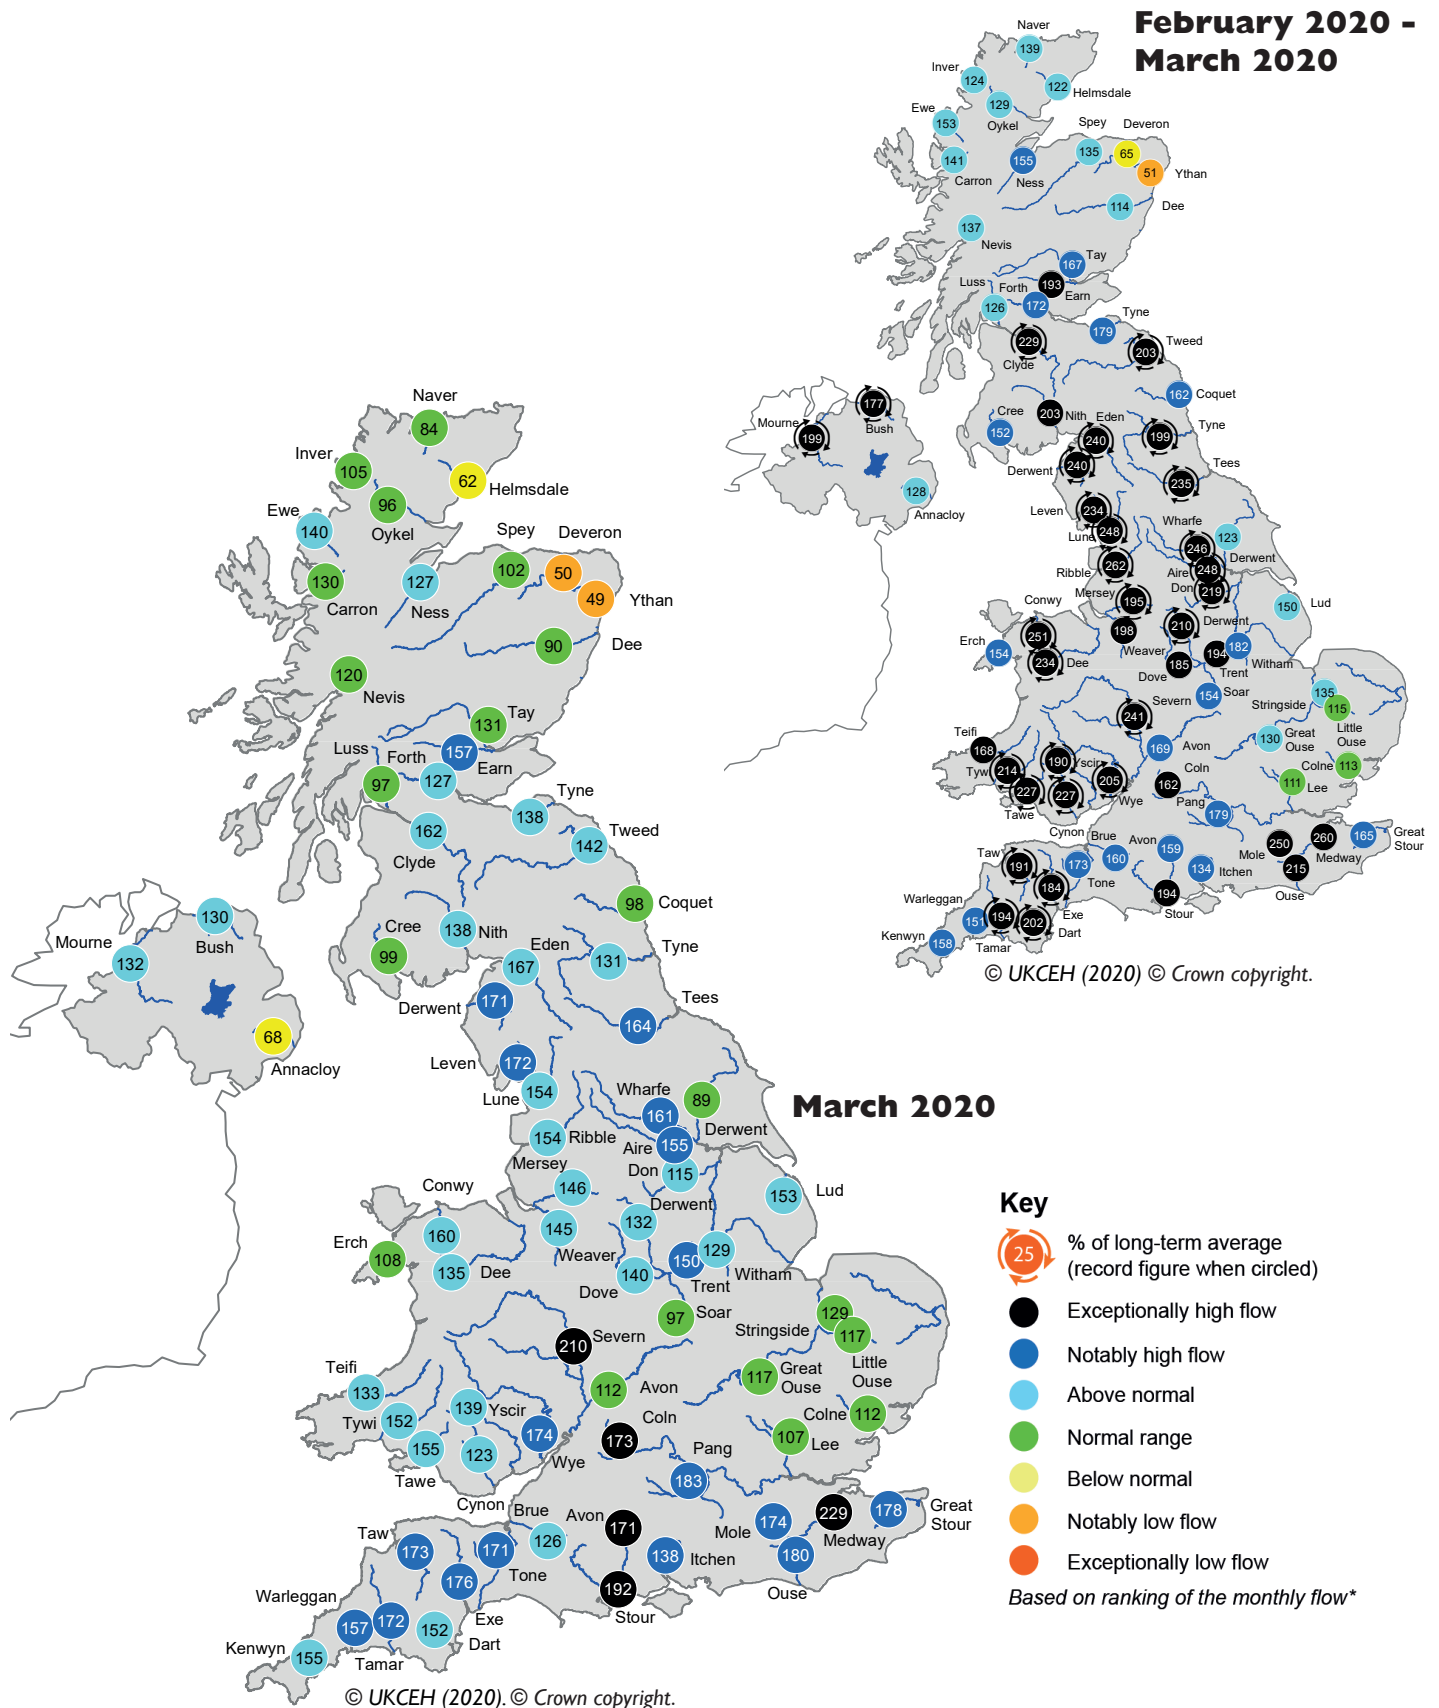 February 2020 -
March 2020
Naver
139
Inver
124
122
Helmsdale
129
Oykel
Ewe
153
Spey
Deveron
141
Carron
155
Ness
135
65
51
Ythan
114
Dee
137
Nevis
Tay
167
Luss
Forth
193
Earn
126
172
Tyne
179
229
Clyde
Tweed
203
177
Bush
Mourne
199
128
Annacloy
162
Coquet
Cree
152
203
Nith
Eden
240
199
Tyne
Derwent
240
Tees
235
Leven
234
Lune
248
Wharfe
246
123
Derwent
Ribble
262
Aire
248
Don
219
Mersey
195
150
Lud
Conwy
251
198
Weaver
210
Derwent
Erch
154
234
Dee
Dove
185
194
Trent
182
Witham
Severn
241
154
Soar
Stringside
135
115
Little
Ouse
130
Great
Ouse
Teifi
168
169
Avon
Tywi
214
190
Yscir
205
Wye
Coln
162
Colne
113
111
Lee
227
Tawe
227
Cynon
Pang
179
Brue
160
Avon
159
Mole
250
260
Medway
165
Great
Stour
Taw
191
173
Tone
134
Itchen
215
Ouse
184
Exe
194
Stour
Warleggan
151
194
Tamar
202
Dart
Kenwyn
158
© UKCEH (2020) © Crown copyright.
Naver
84
Inver
105
62
Helmsdale
96
Oykel
Ewe
140
Spey
Deveron
130
Carron
127
Ness
102
50
49
Ythan
90
Dee
120
Nevis
131
Tay
Luss
Forth
157
Earn
97
127
Tyne
138
162
Clyde
142
Tweed
130
Bush
Mourne
132
68
Annacloy
98
Coquet
Cree
99
138
Nith
Eden
167
131
Tyne
Derwent
171
Tees
164
Leven
172
Lune
154
Wharfe
161
89
Derwent
154
Ribble
Aire
155
Mersey
146
Don
115
153
Lud
Conwy
160
145
Weaver
Derwent
132
Erch
108
135
Dee
Dove
140
150
Trent
129
Witham
March 2020
210
Severn
97
Soar
Stringside
129
117
Little
Ouse
117
Great
Ouse
Teifi
133
112
Avon
Tywi
152
139
Yscir
174
Wye
Coln
173
Colne
112
107
Lee
155
Tawe
123
Cynon
Pang
183
Brue
126
Avon
171
Mole
174
229
Medway
178
Great
Stour
Taw
173
171
Tone
138
Itchen
180
Ouse
176
Exe
192
Stour
Warleggan
157
172
Tamar
152
Dart
Kenwyn
155
© UKCEH (2020). © Crown copyright.
Key
25
% of long-term average
(record figure when circled)
Exceptionally high flow
Notably high flow
Above normal
Normal range
Below normal
Notably low flow
Exceptionally low flow
Based on ranking of the monthly flow*